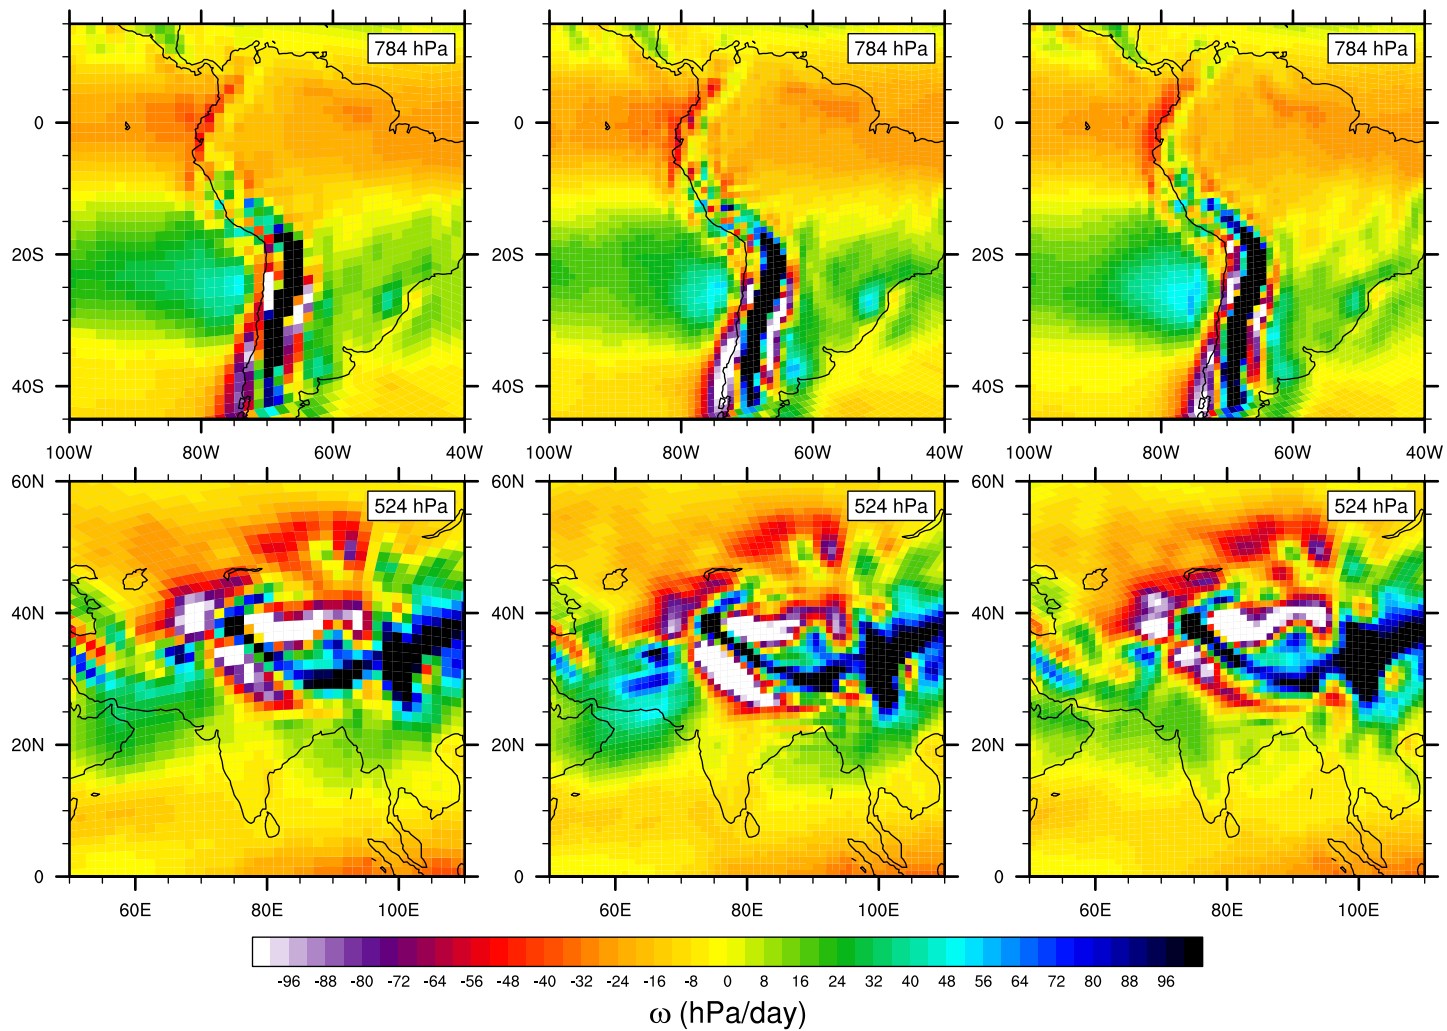 784 hPa 784 hPa 784 hPa
0 0 0
20S 20S 20S
40S 40S 40S
100W 80W 60W 40W 100W 80W 60W 40W 100W 80W 60W 40W
60N 60N 60N
524 hPa 524 hPa 524 hPa
40N 40N 40N
20N 20N 20N
0 0 0
60E 80E 100E 60E 80E 100E 60E 80E 100E
-96 -88 -80 -72 -64 -56 -48 -40 -32 -24 -16 -8 0 8 16 24 32 40 48 56 64 72 80 88 96
ω (hPa/day)